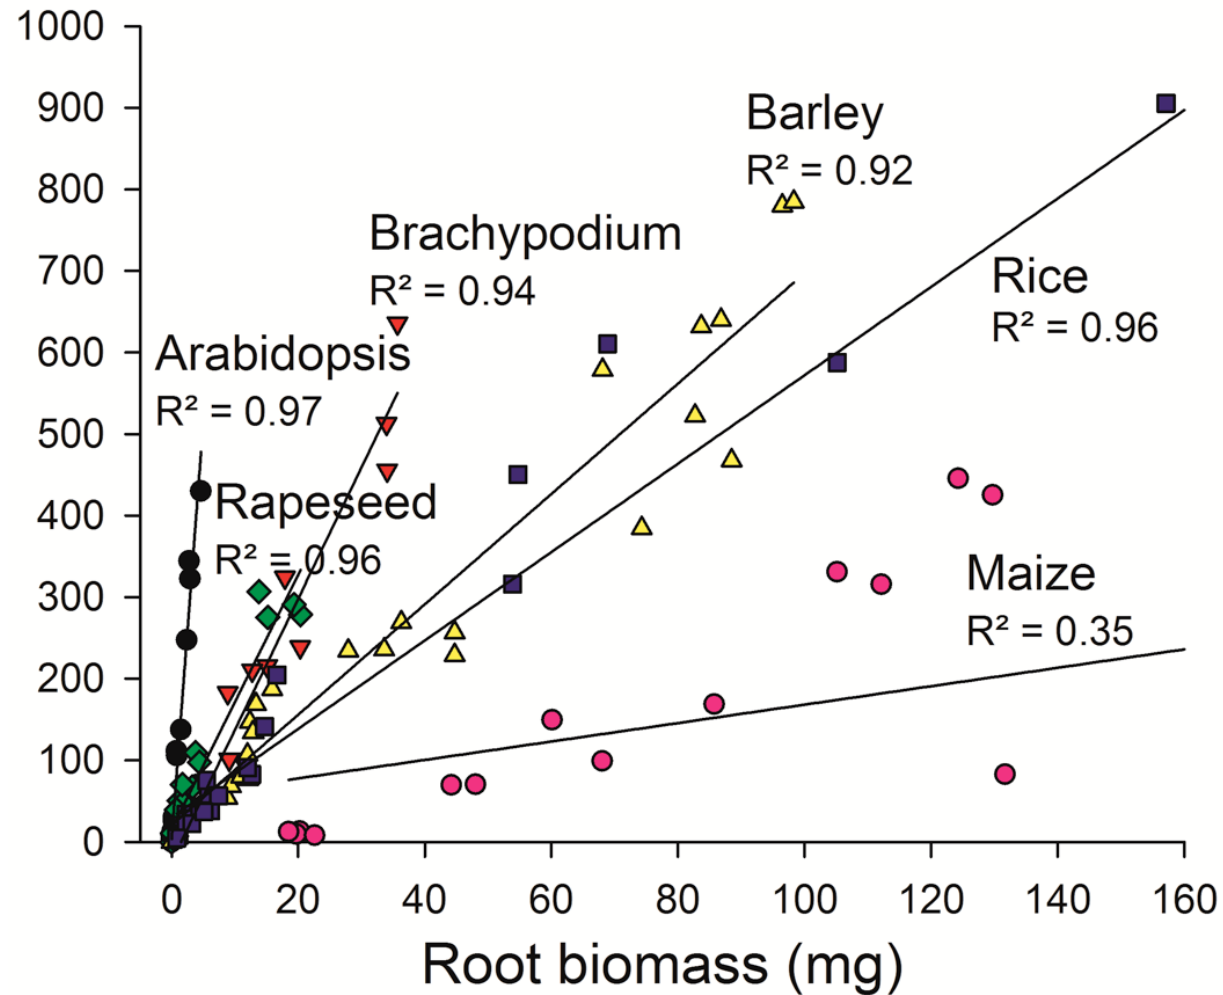 1000
900
Barley
R² = 0.92
800
Brachypodium
R² = 0.94
700
Rice
R² = 0.96
600
Arabidopsis
R² = 0.97
500
Rapeseed
R² = 0.96
400
300
Maize
R² = 0.35
200
100
0
0 20 40 60 80 100 120 140 160
Root biomass (mg)